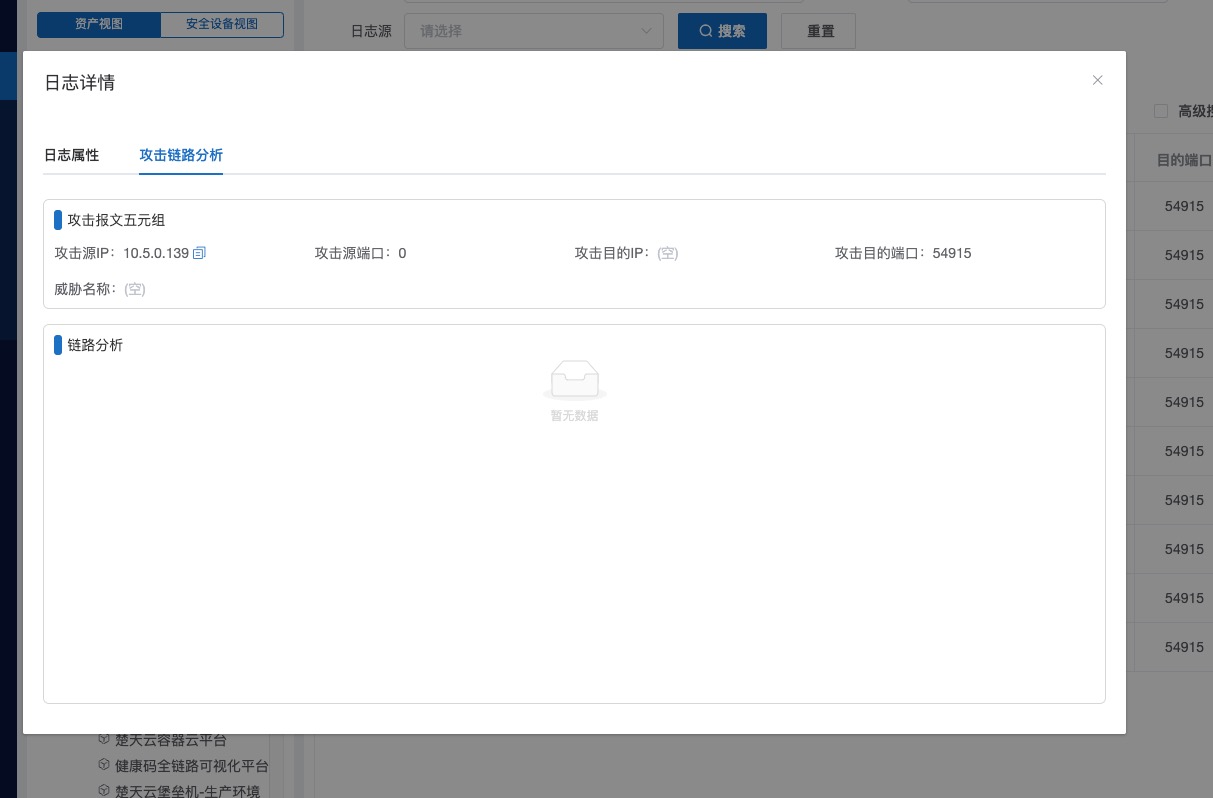 资产视图 安全设备视图
日志源 请选择 搜索 重置
日志详情
高级搜
日志属性 攻击链路分析
目的端口
攻击报文五元组
54915
攻击源IP: 10.5.0.139 攻击源端口: 0 攻击目的IP: (空) 攻击目的端口: 54915
54915
威胁名称: (空)
54915
链路分析
54915
54915
暂无数据
54915
54915
54915
54915
54915
楚天云容器云平台
健康码全链路可视化平台
楚天云堡垒机-生产环境